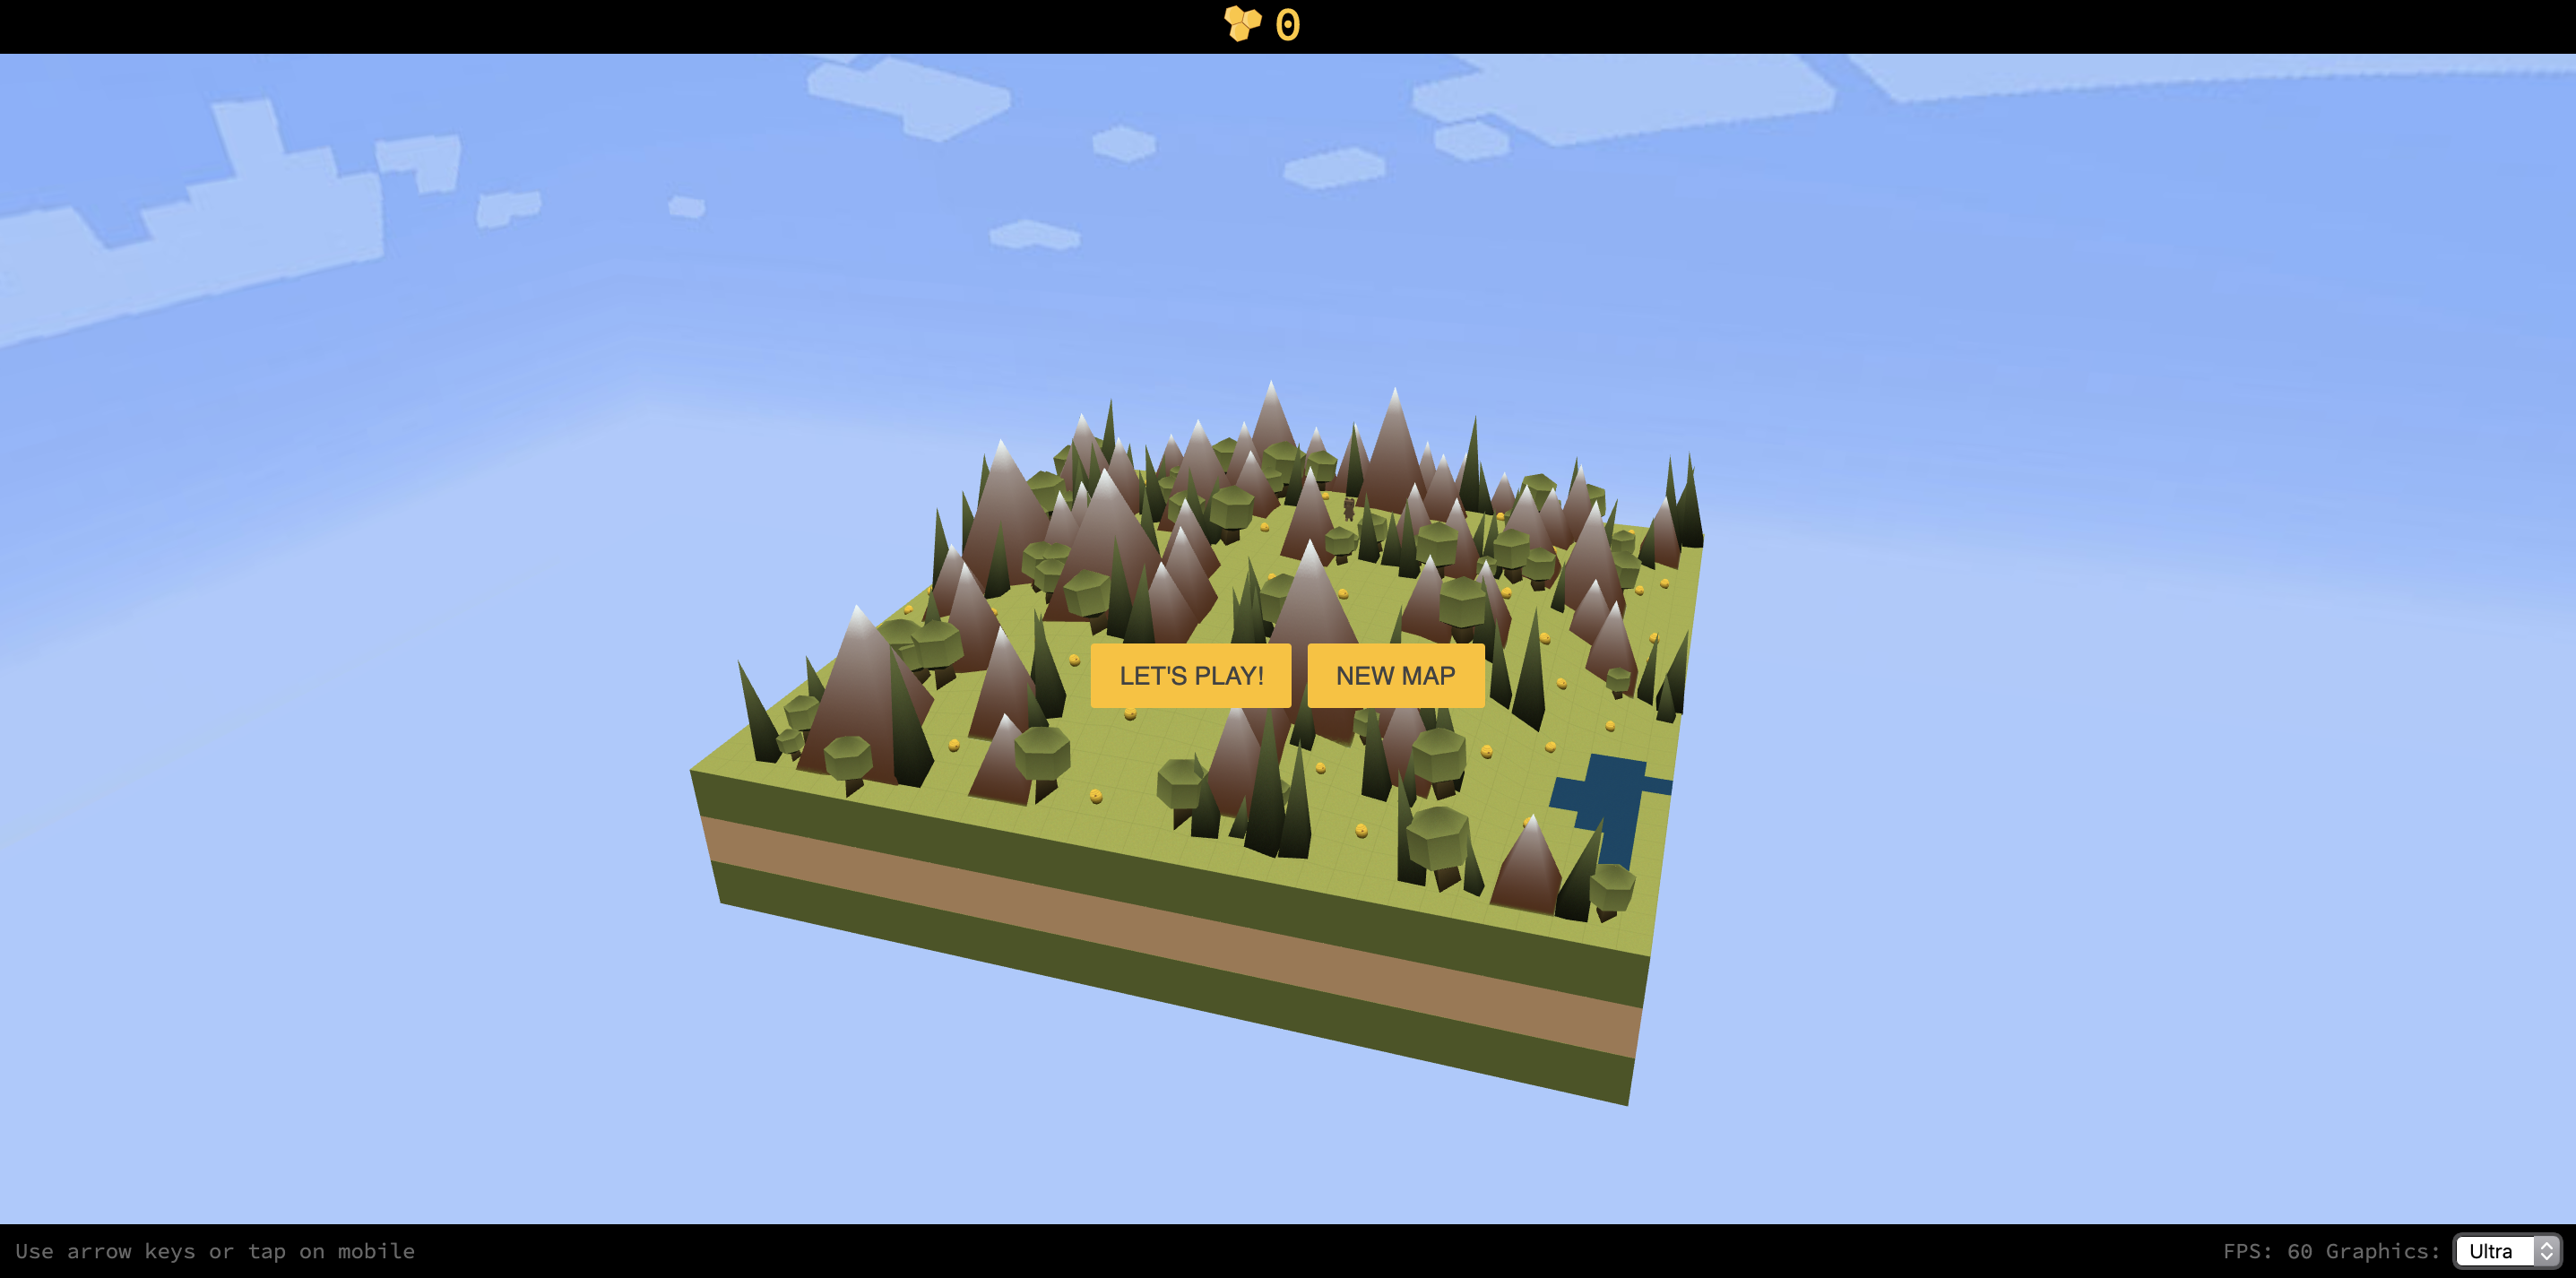 0
LET'S PLAY! NEW MAP
Use arrow keys or tap on mobile FPS: 60 Graphics: Ultra